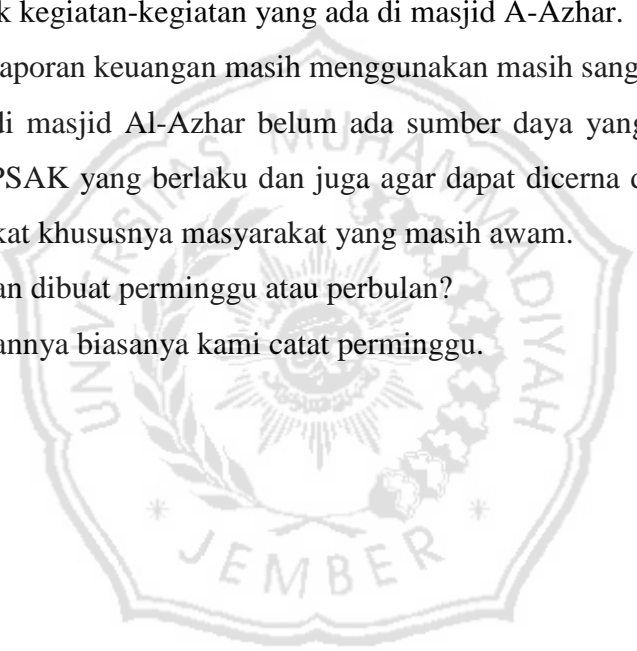 k kegiatan-kegiatan yang ada di masjid A-Azhar.
aporan keuangan masih menggunakan masih sang
di masjid Al-Azhar belum ada sumber daya yang
PSAK yang berlaku dan juga agar dapat dicerna d
kat khususnya masyarakat yang masih awam.
an dibuat perminggu atau perbulan?
annya biasanya kami catat perminggu.
UNIVERSITAS MUHAMMADIYAH
JEMBER